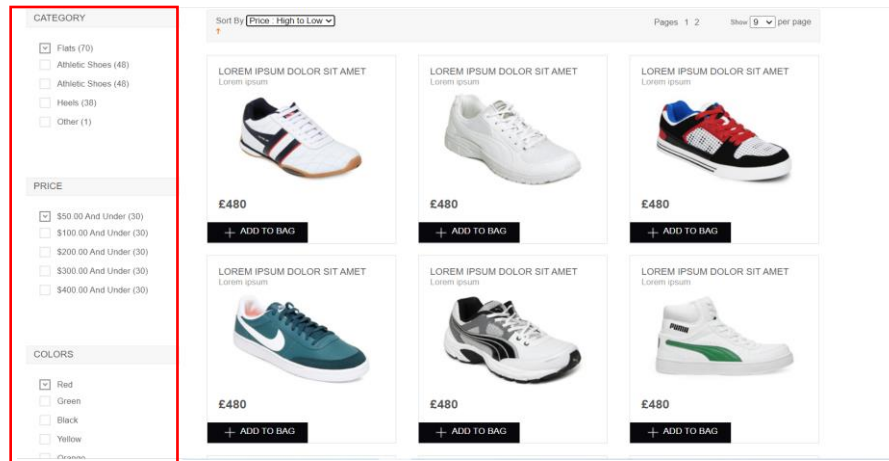 CATEGORY
Flats (70)
Athletic Shoes (48)
Athletic Shoes (48)
Heels (38)
Other (1)
PRICE
$50.00 And Under (30)
$100.00 And Under (30)
$200.00 And Under (30)
$300.00 And Under (30)
$400.00 And Under (30)
COLORS
Red
Green
Black
Yellow
Orange
Sort By Price : High to Low
Pages 1 2
Show 9 per page
LOREM IPSUM DOLOR SIT AMET
Lorem ipsum
£480
+ ADD TO BAG
LOREM IPSUM DOLOR SIT AMET
Lorem ipsum
£480
+ ADD TO BAG
LOREM IPSUM DOLOR SIT AMET
Lorem ipsum
£480
+ ADD TO BAG
LOREM IPSUM DOLOR SIT AMET
Lorem ipsum
£480
+ ADD TO BAG
LOREM IPSUM DOLOR SIT AMET
Lorem ipsum
£480
+ ADD TO BAG
LOREM IPSUM DOLOR SIT AMET
Lorem ipsum
PUMA
£480
+ ADD TO BAG